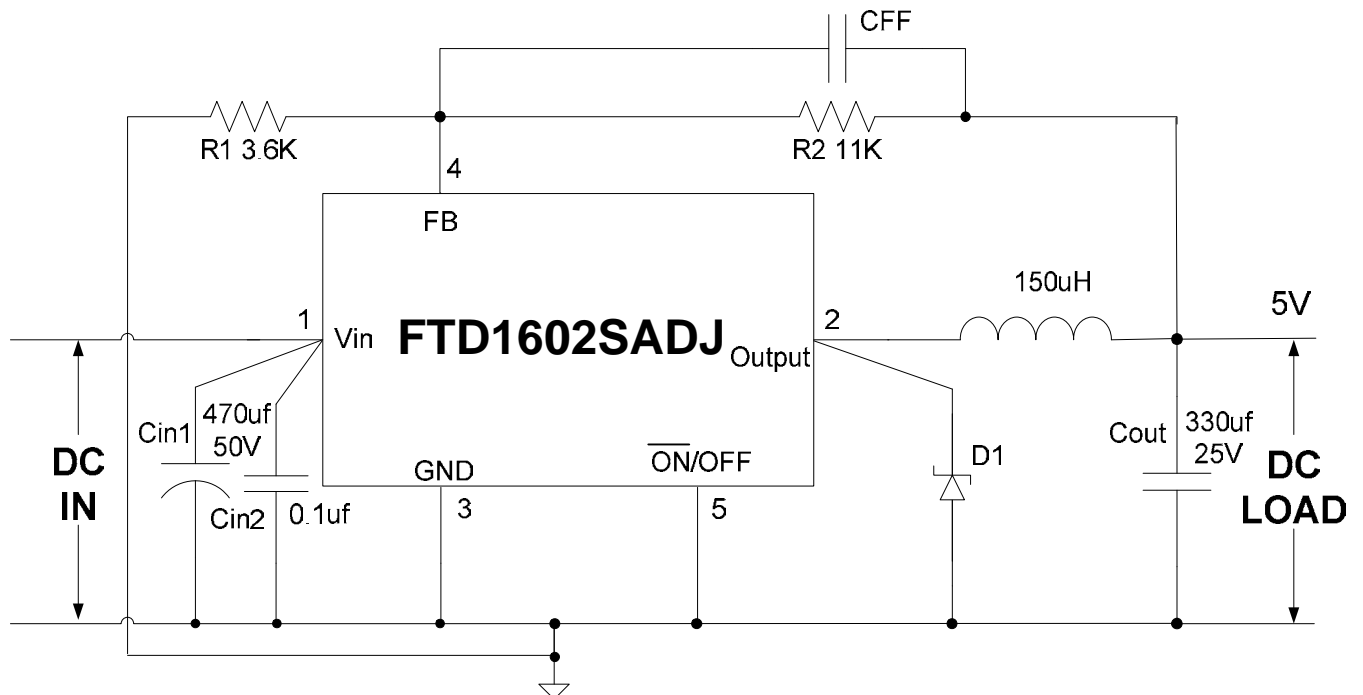 CFF
R1 3.6K
R2 11K
4
FB
150uH
5V
1
Vin
FTD1602SADJ
2
Output
470uf
50V
Cin1
Cin2
0.1uf
DC
IN
GND
3
ON/OFF
5
D1
Cout
330uf
25V
DC
LOAD